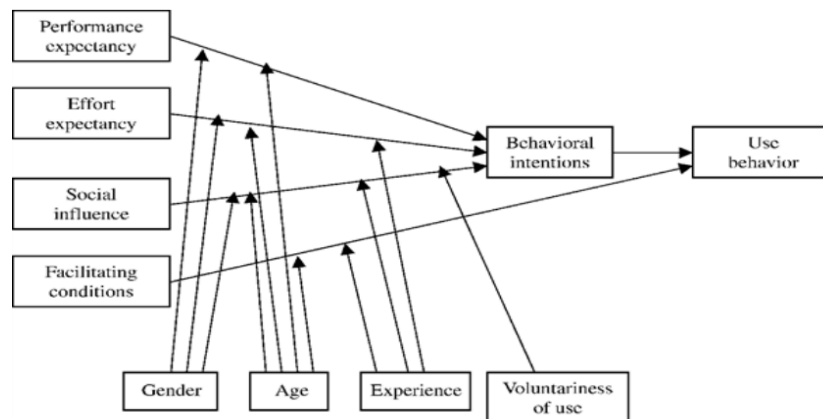 Performance
expectancy
Effort
expectancy
Behavioral
intentions
Use
behavior
Social
influence
Facilitating
conditions
Gender
Age
Experience
Voluntariness
of use